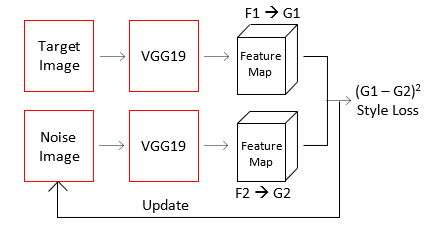 F1 → G1
Target
Image
VGG19
Feature
Map
(G1 – G2)²
Style Loss
Noise
Image
VGG19
Feature
Map
F2 → G2
Update